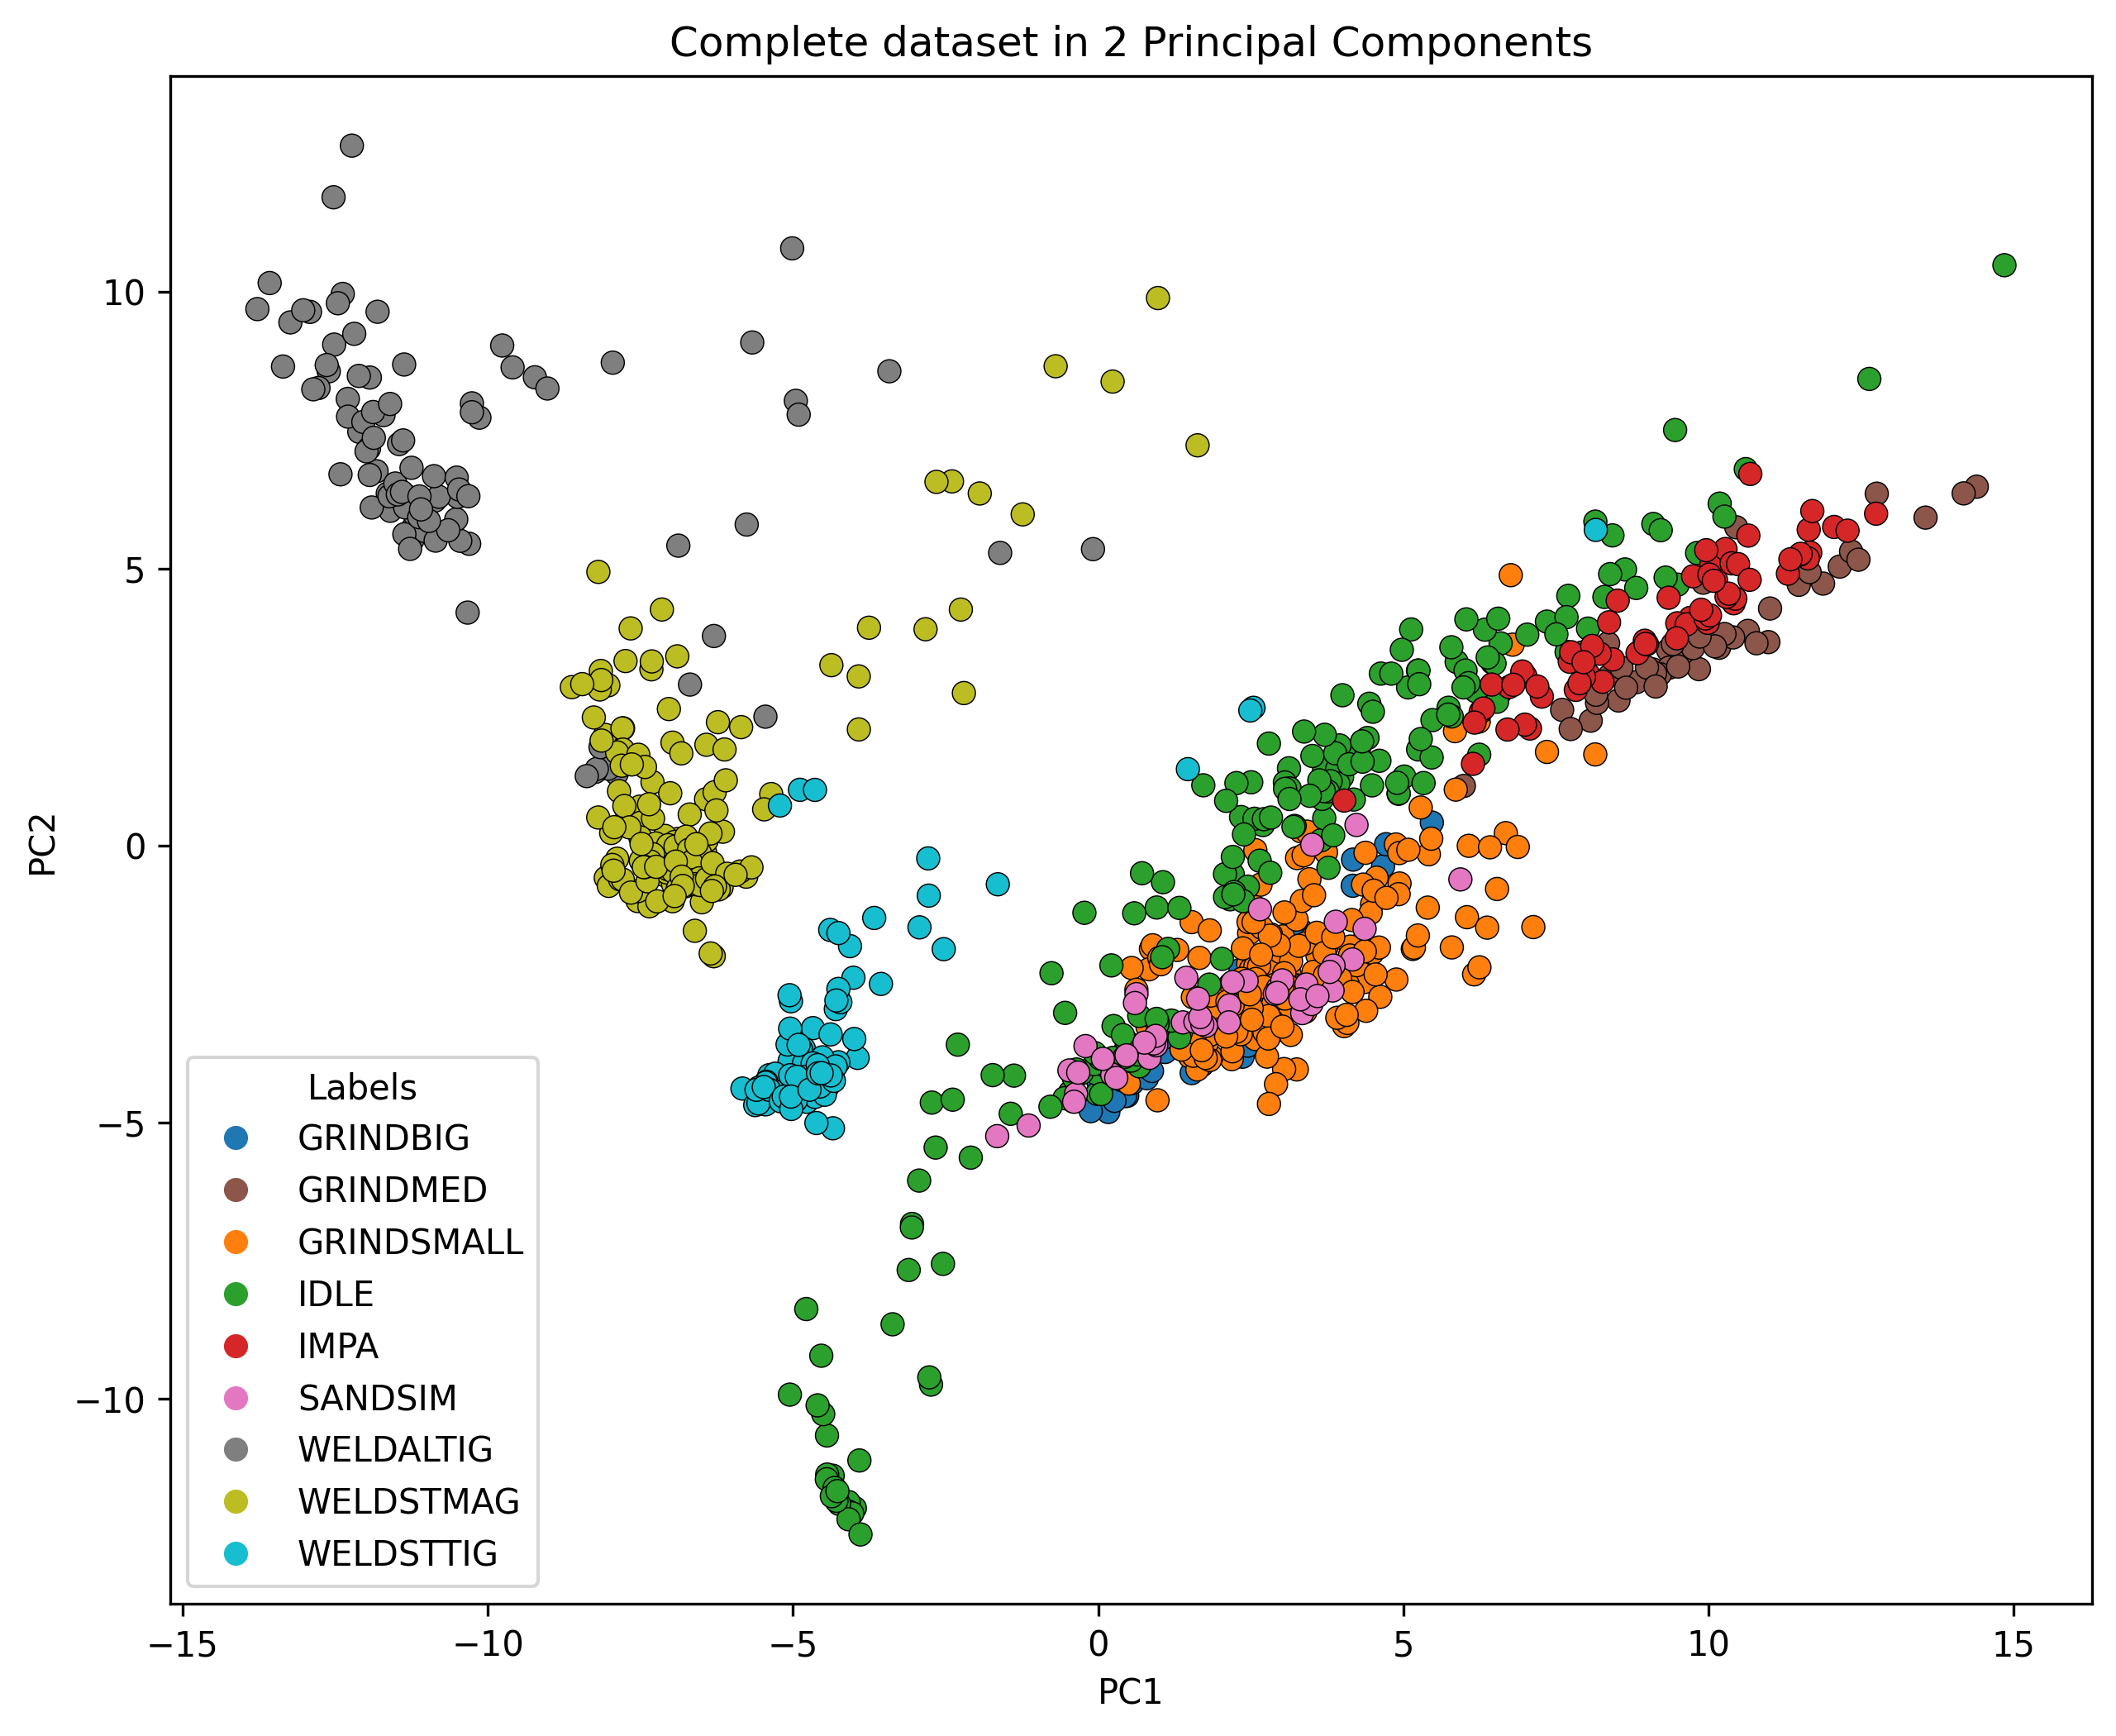 Complete dataset in 2 Principal Components
10
5
0
−5
−10
PC2
Labels
GRINDBIG
GRINDMED
GRINDSMALL
IDLE
IMPA
SANDSIM
WELDALTIG
WELDSTMAG
WELDSTTIG
−15 −10 −5 0 5 10 15
PC1